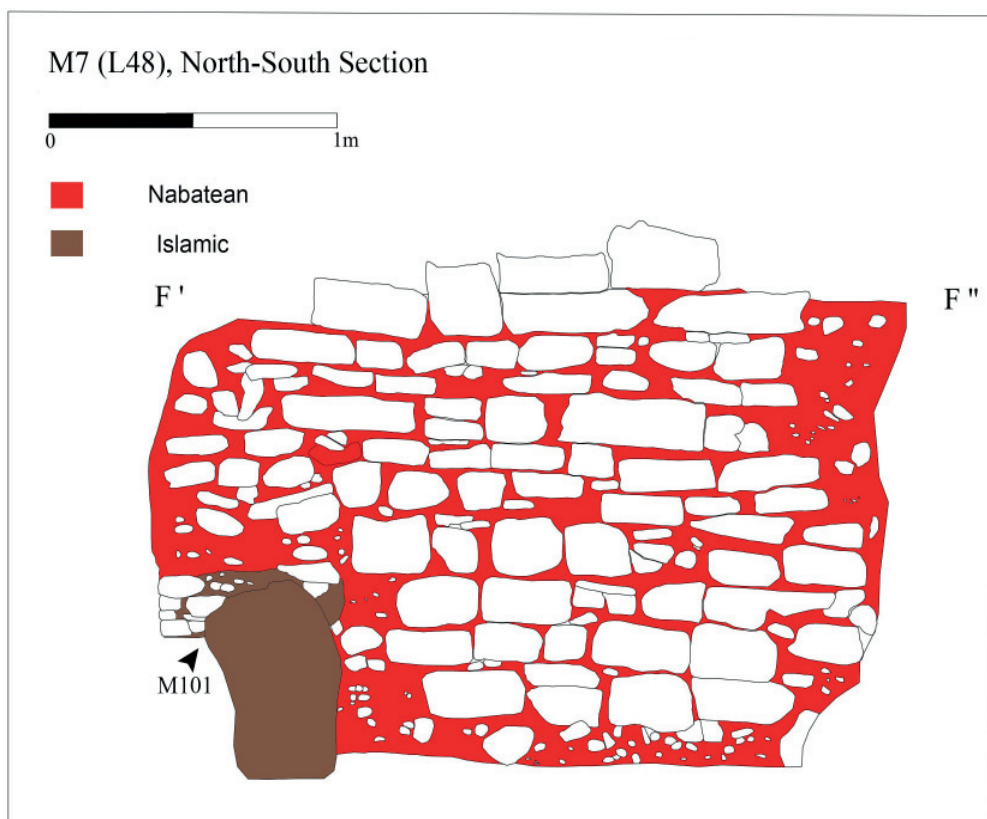 M7 (L48), North-South Section
0 1m
Nabatean
Islamic
F ' F "
M101